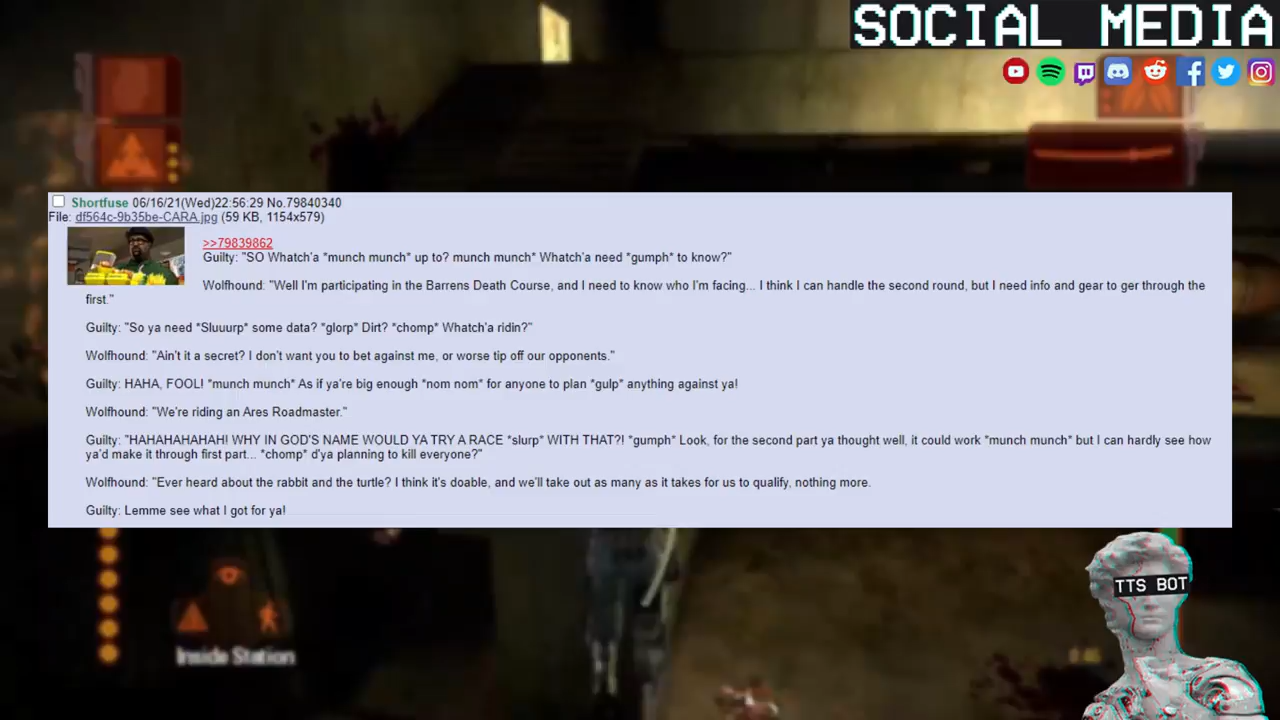 SOCIAL MEDIA
Shortfuse 06/16/21(Wed)22:56:29 No.79840340
File: df564c-9b35be-CARA.jpg (59 KB, 1154x579)
>>79839862
Guilty: "SO Whatch'a *munch munch* up to? munch munch* Whatch'a need *gumph* to know?"
Wolfhound: "Well I'm participating in the Barrens Death Course, and I need to know who I'm facing... I think I can handle the second round, but I need info and gear to ger through the
first."
Guilty: "So ya need *Sluuurp* some data? *glorp* Dirt? *chomp* Whatch'a ridin?"
Wolfhound: "Ain't it a secret? I don't want you to bet against me, or worse tip off our opponents."
Guilty: HAHA, FOOL! *munch munch* As if ya're big enough *nom nom* for anyone to plan *gulp* anything against ya!
Wolfhound: "We're riding an Ares Roadmaster."
Guilty: "HAHAHAHAHAH! WHY IN GOD'S NAME WOULD YA TRY A RACE *slurp* WITH THAT?! *gumph* Look, for the second part ya thought well, it could work *munch munch* but I can hardly see how
ya'd make it through first part... *chomp* d'ya planning to kill everyone?"
Wolfhound: "Ever heard about the rabbit and the turtle? I think it's doable, and we'll take out as many as it takes for us to qualify, nothing more.
Guilty: Lemme see what I got for ya!
TTS BOT
Inside Station